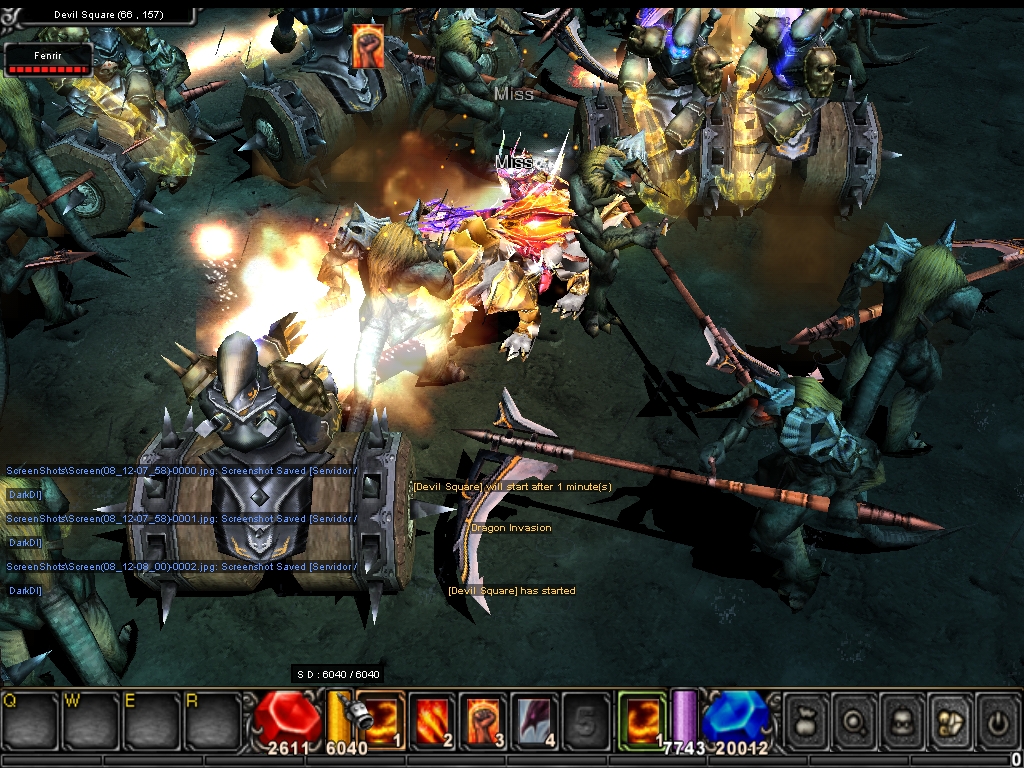 Devil Square (66 , 157)
Fenrir
Miss
Miss
ScreenShots\Screen(08_12-07_58)-0000.jpg: Screenshot Saved [Servidor /
DarkDI]
[Devil Square] will start after 1 minute(s)
ScreenShots\Screen(08_12-07_58)-0001.jpg: Screenshot Saved [Servidor /
Dragon Invasion
DarkDI]
ScreenShots\Screen(08_12-08_00)-0002.jpg: Screenshot Saved [Servidor /
DarkDI]
[Devil Square] has started
S D : 6040 / 6040
Q W E R 1 2 3 4 5 1
2611 6040 7743 20012
0